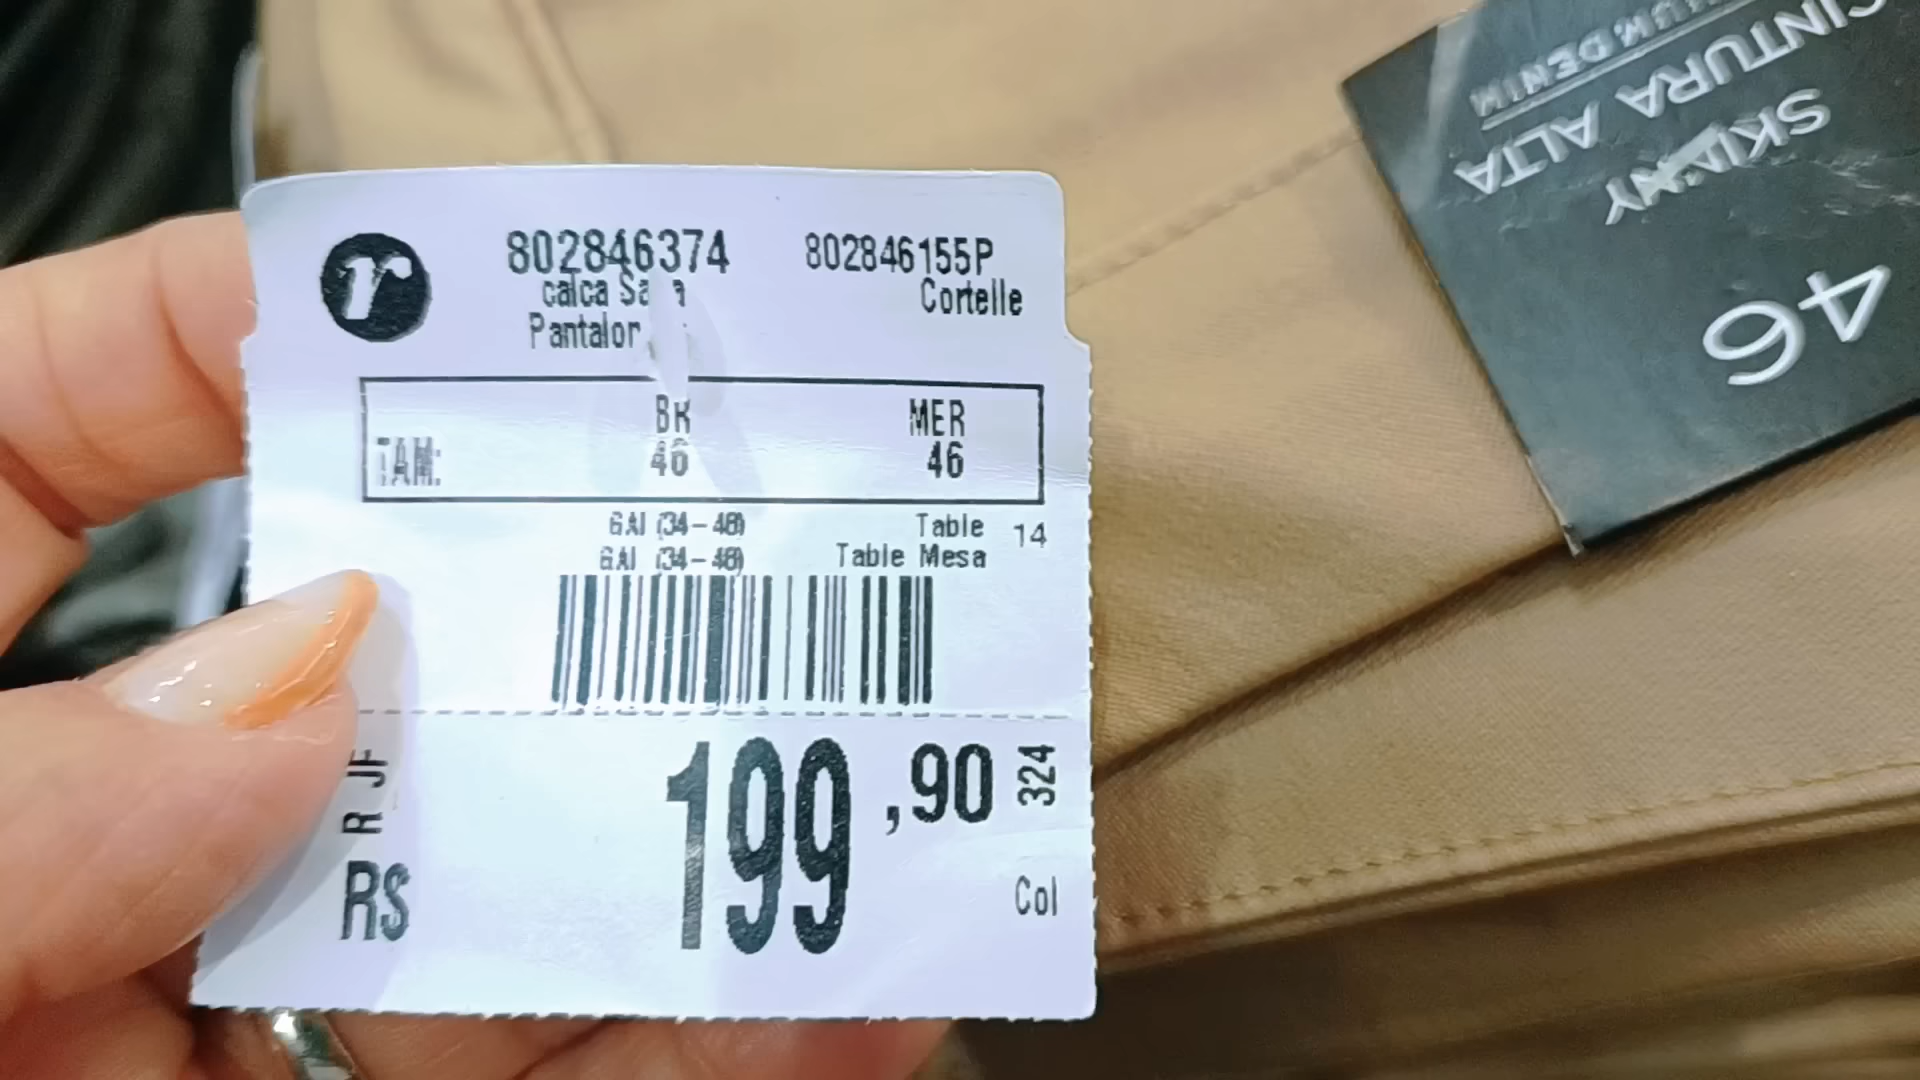 r
802846374 802846155P
calca Sa
Cortelle
BR MER
TAM: 46 46
GAI (34-48) Table 14
GAI (34-48) Table Mesa
R JF
R$ 199,90
324
Col
46
SKINNY
CINTURA ALTA
DENIM